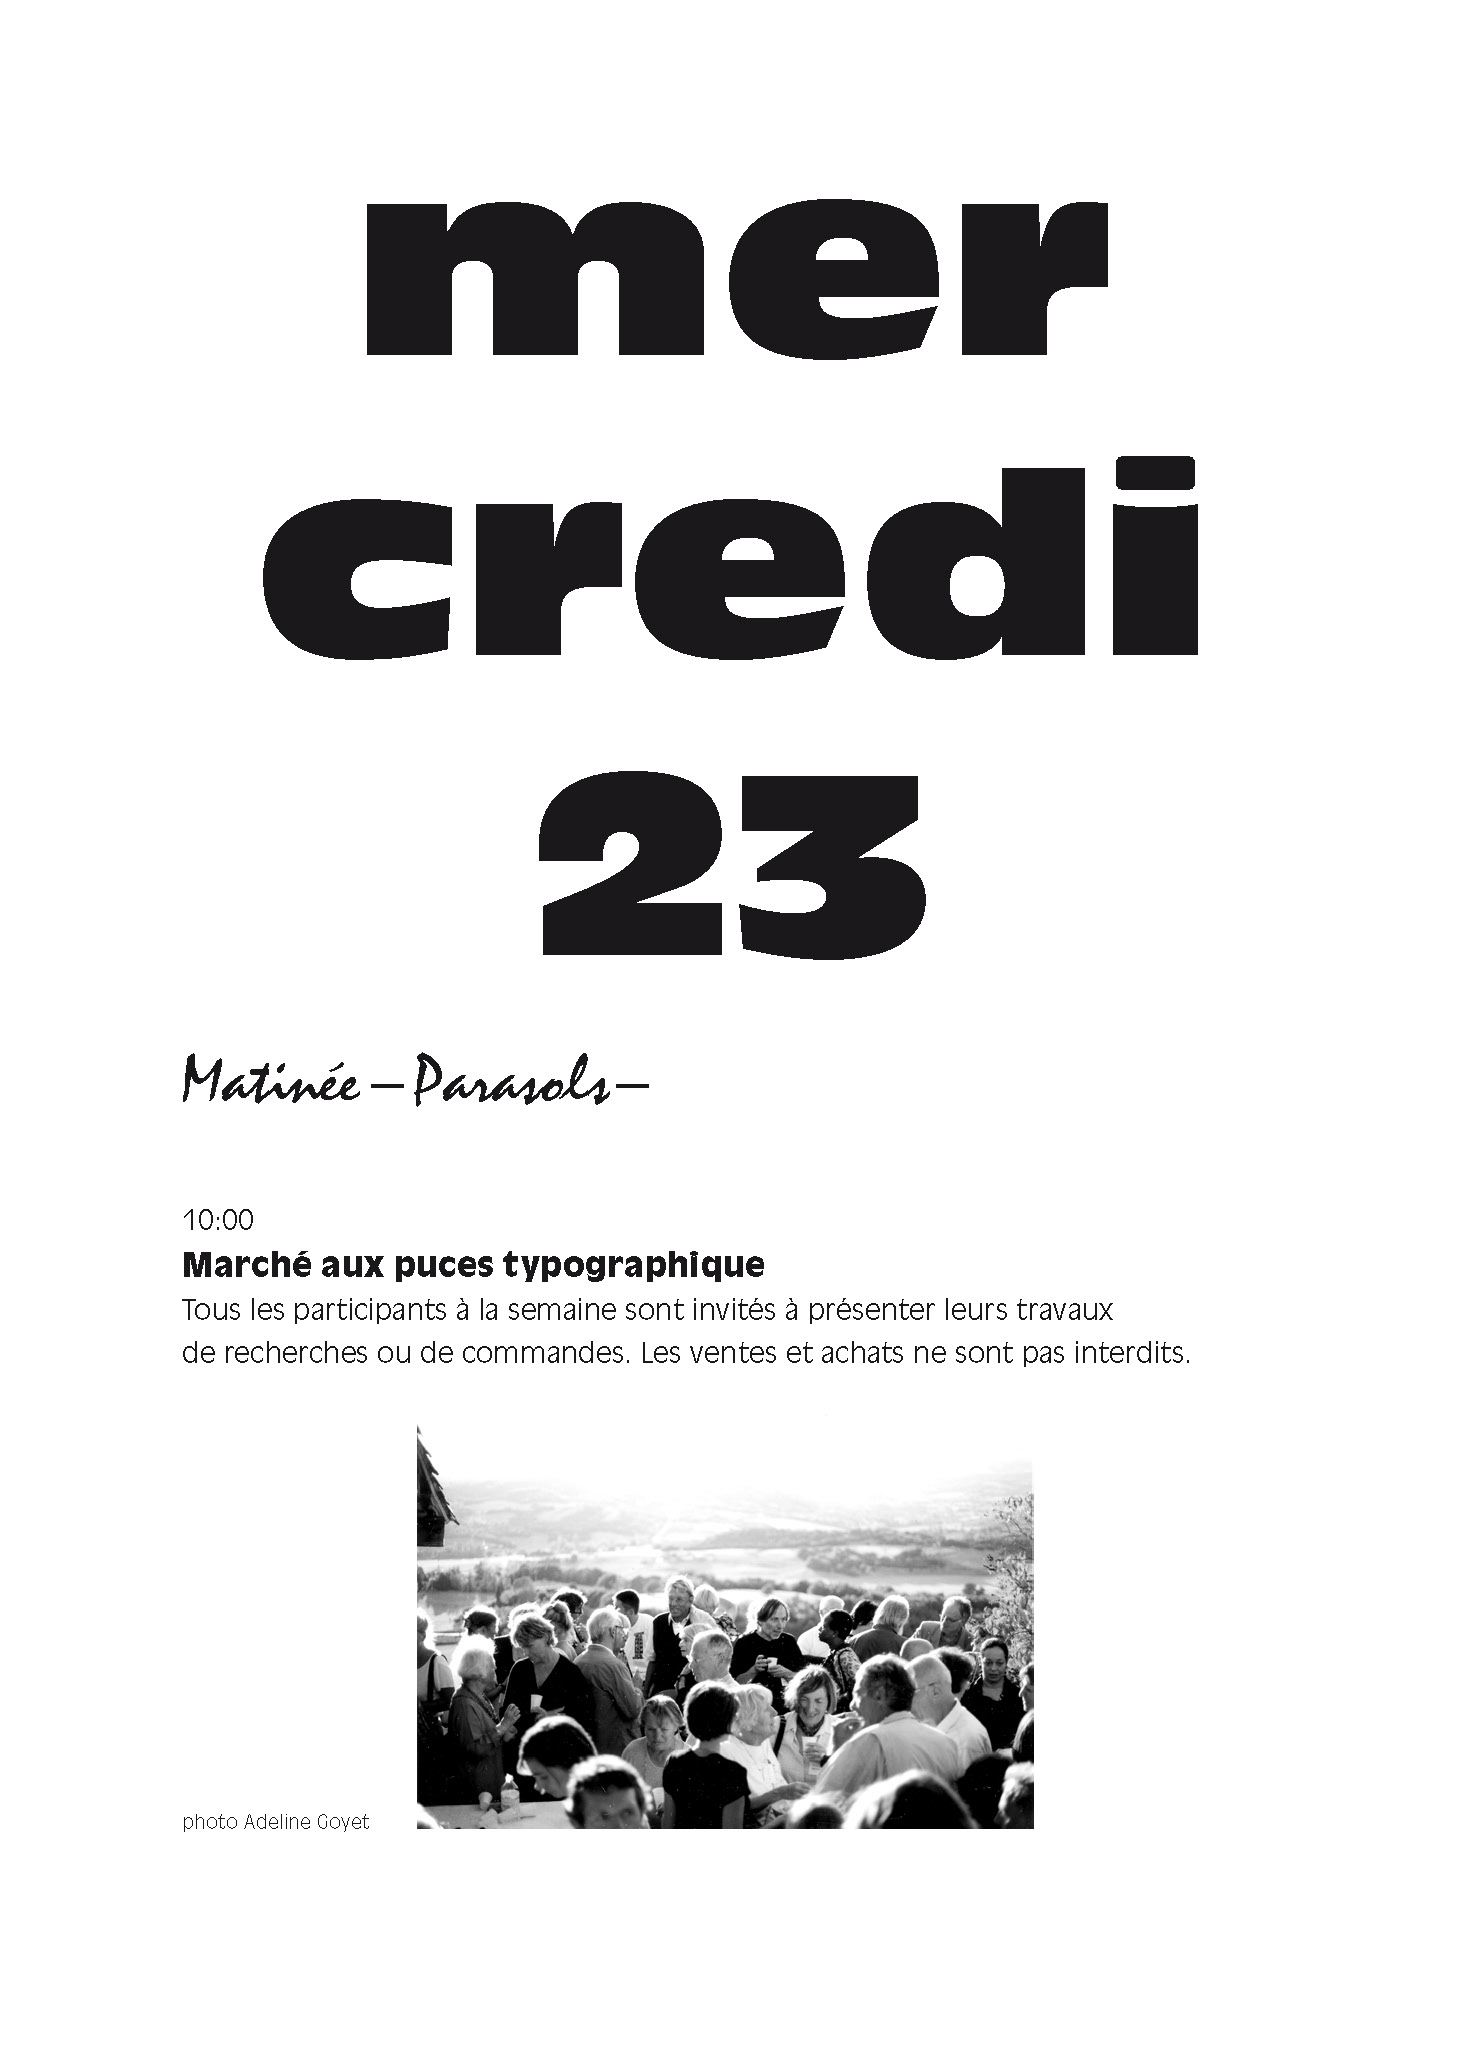 mer
credi
23
Matinée — Parasols —
10:00
Marché aux puces typographique
Tous les participants à la semaine sont invités à présenter leurs travaux
de recherches ou de commandes. Les ventes et achats ne sont pas interdits.
photo Adeline Goyet